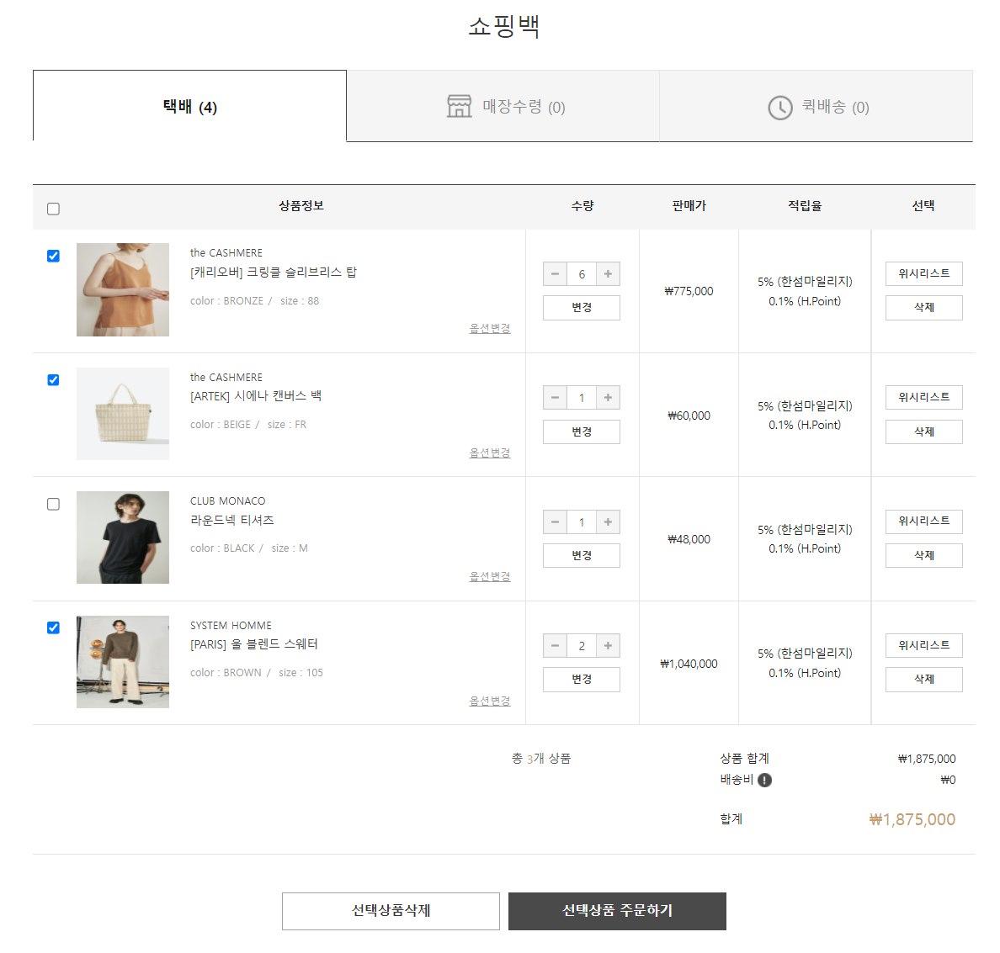 쇼핑백
택배 (4)
매장수령 (0)
퀵배송 (0)
상품정보 수량 판매가 적립율 선택
the CASHMERE
[캐리오버] 크링클 슬리브리스 탑
color : BRONZE / size : 88
옵션변경
− 6 +
변경
₩775,000
5% (한섬마일리지)
0.1% (H.Point)
위시리스트
삭제
the CASHMERE
[ARTEK] 시에나 캔버스 백
color : BEIGE / size : FR
옵션변경
− 1 +
변경
₩60,000
5% (한섬마일리지)
0.1% (H.Point)
위시리스트
삭제
CLUB MONACO
라운드넥 티셔츠
color : BLACK / size : M
옵션변경
− 1 +
변경
₩48,000
5% (한섬마일리지)
0.1% (H.Point)
위시리스트
삭제
SYSTEM HOMME
[PARIS] 울 블렌드 스웨터
color : BROWN / size : 105
옵션변경
− 2 +
변경
₩1,040,000
5% (한섬마일리지)
0.1% (H.Point)
위시리스트
삭제
총 3개 상품
상품 합계 ₩1,875,000
배송비 ! ₩0
합계 ₩1,875,000
선택상품삭제
선택상품 주문하기